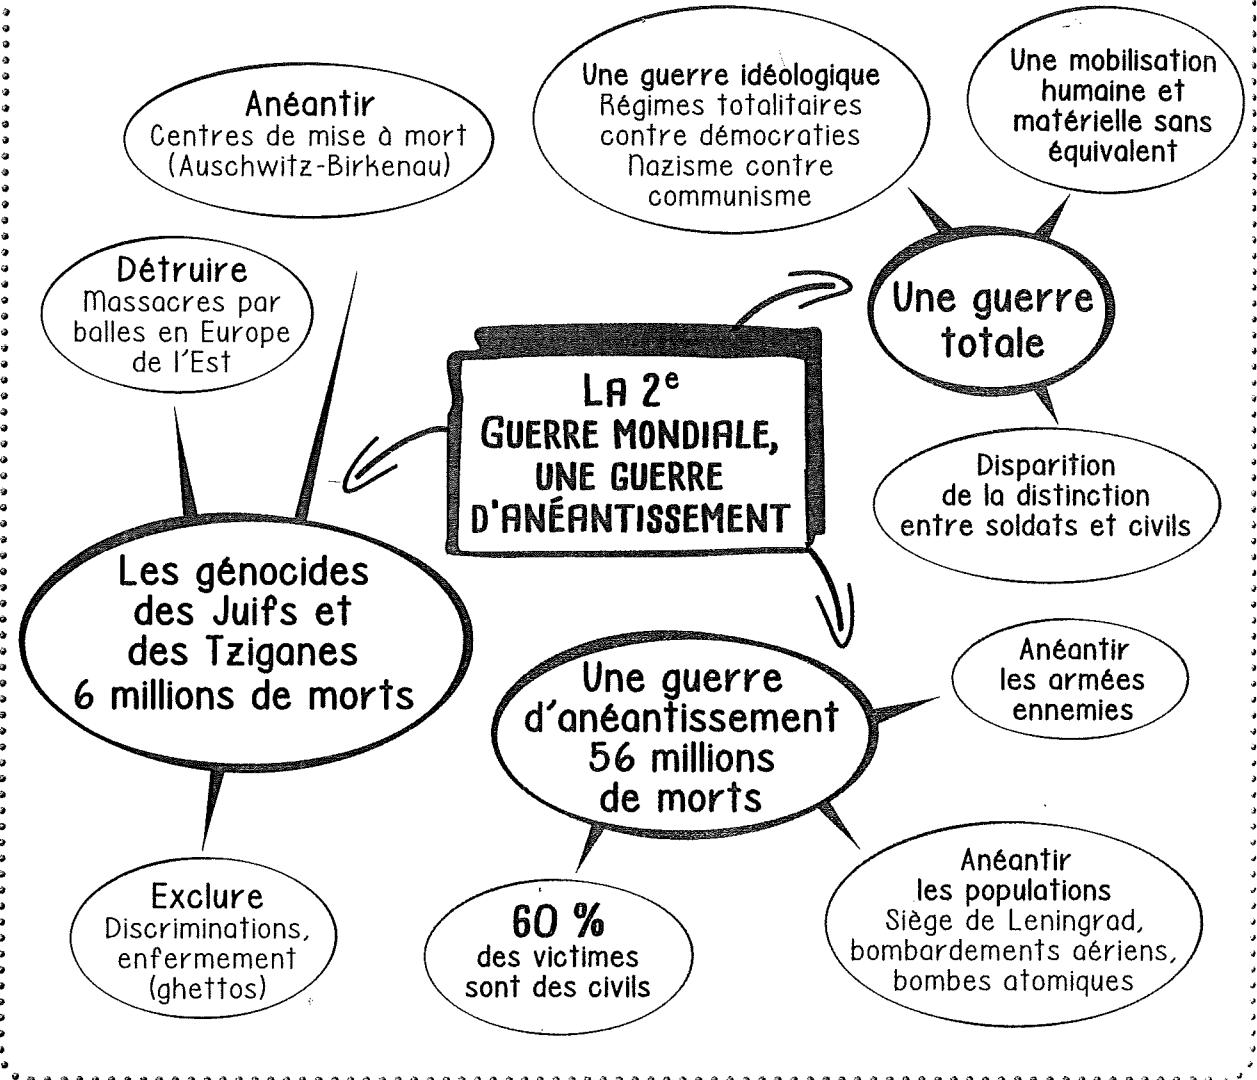 Anéantir
Centres de mise à mort
(Auschwitz-Birkenau)
Une guerre idéologique
Régimes totalitaires
contre démocraties
Nazisme contre
communisme
Une mobilisation
humaine et
matérielle sans
équivalent
Détruire
Massacres par
balles en Europe
de l'Est
Une guerre
totale
LA 2e
GUERRE MONDIALE,
UNE GUERRE
D'ANÉANTISSEMENT
Disparition
de la distinction
entre soldats et civils
Les génocides
des Juifs et
des Tziganes
6 millions de morts
Une guerre
d'anéantissement
56 millions
de morts
Anéantir
les armées
ennemies
Exclure
Discriminations,
enfermement
(ghettos)
60 %
des victimes
sont des civils
Anéantir
les populations
Siège de Leningrad,
bombardements aériens,
bombes atomiques